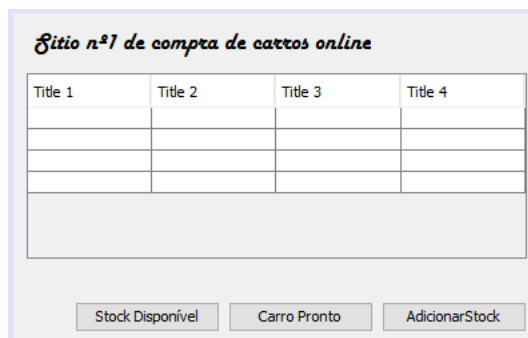 Sitio nº1 de compra de carros online
Title 1 Title 2 Title 3 Title 4
Stock Disponível Carro Pronto AdicionarStock